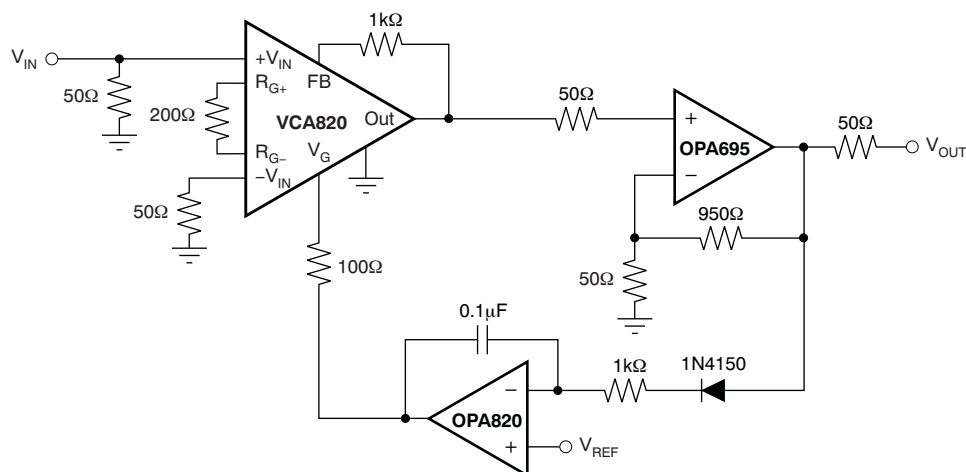 1kΩ
V_IN
+V_IN
R_G+
FB
50Ω
200Ω
VCA820
Out
R_G−
V_G
−V_IN
50Ω
100Ω
50Ω
+
OPA695
−
50Ω
V_OUT
950Ω
50Ω
0.1μF
1kΩ
1N4150
−
OPA820
+
V_REF